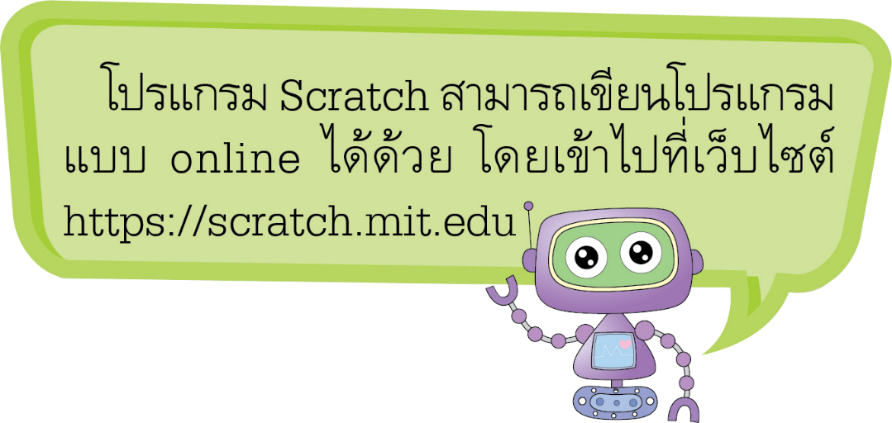 โปรแกรม Scratch สามารถเขียนโปรแกรม
แบบ online ได้ด้วย โดยเข้าไปที่เว็บไซต์
https://scratch.mit.edu